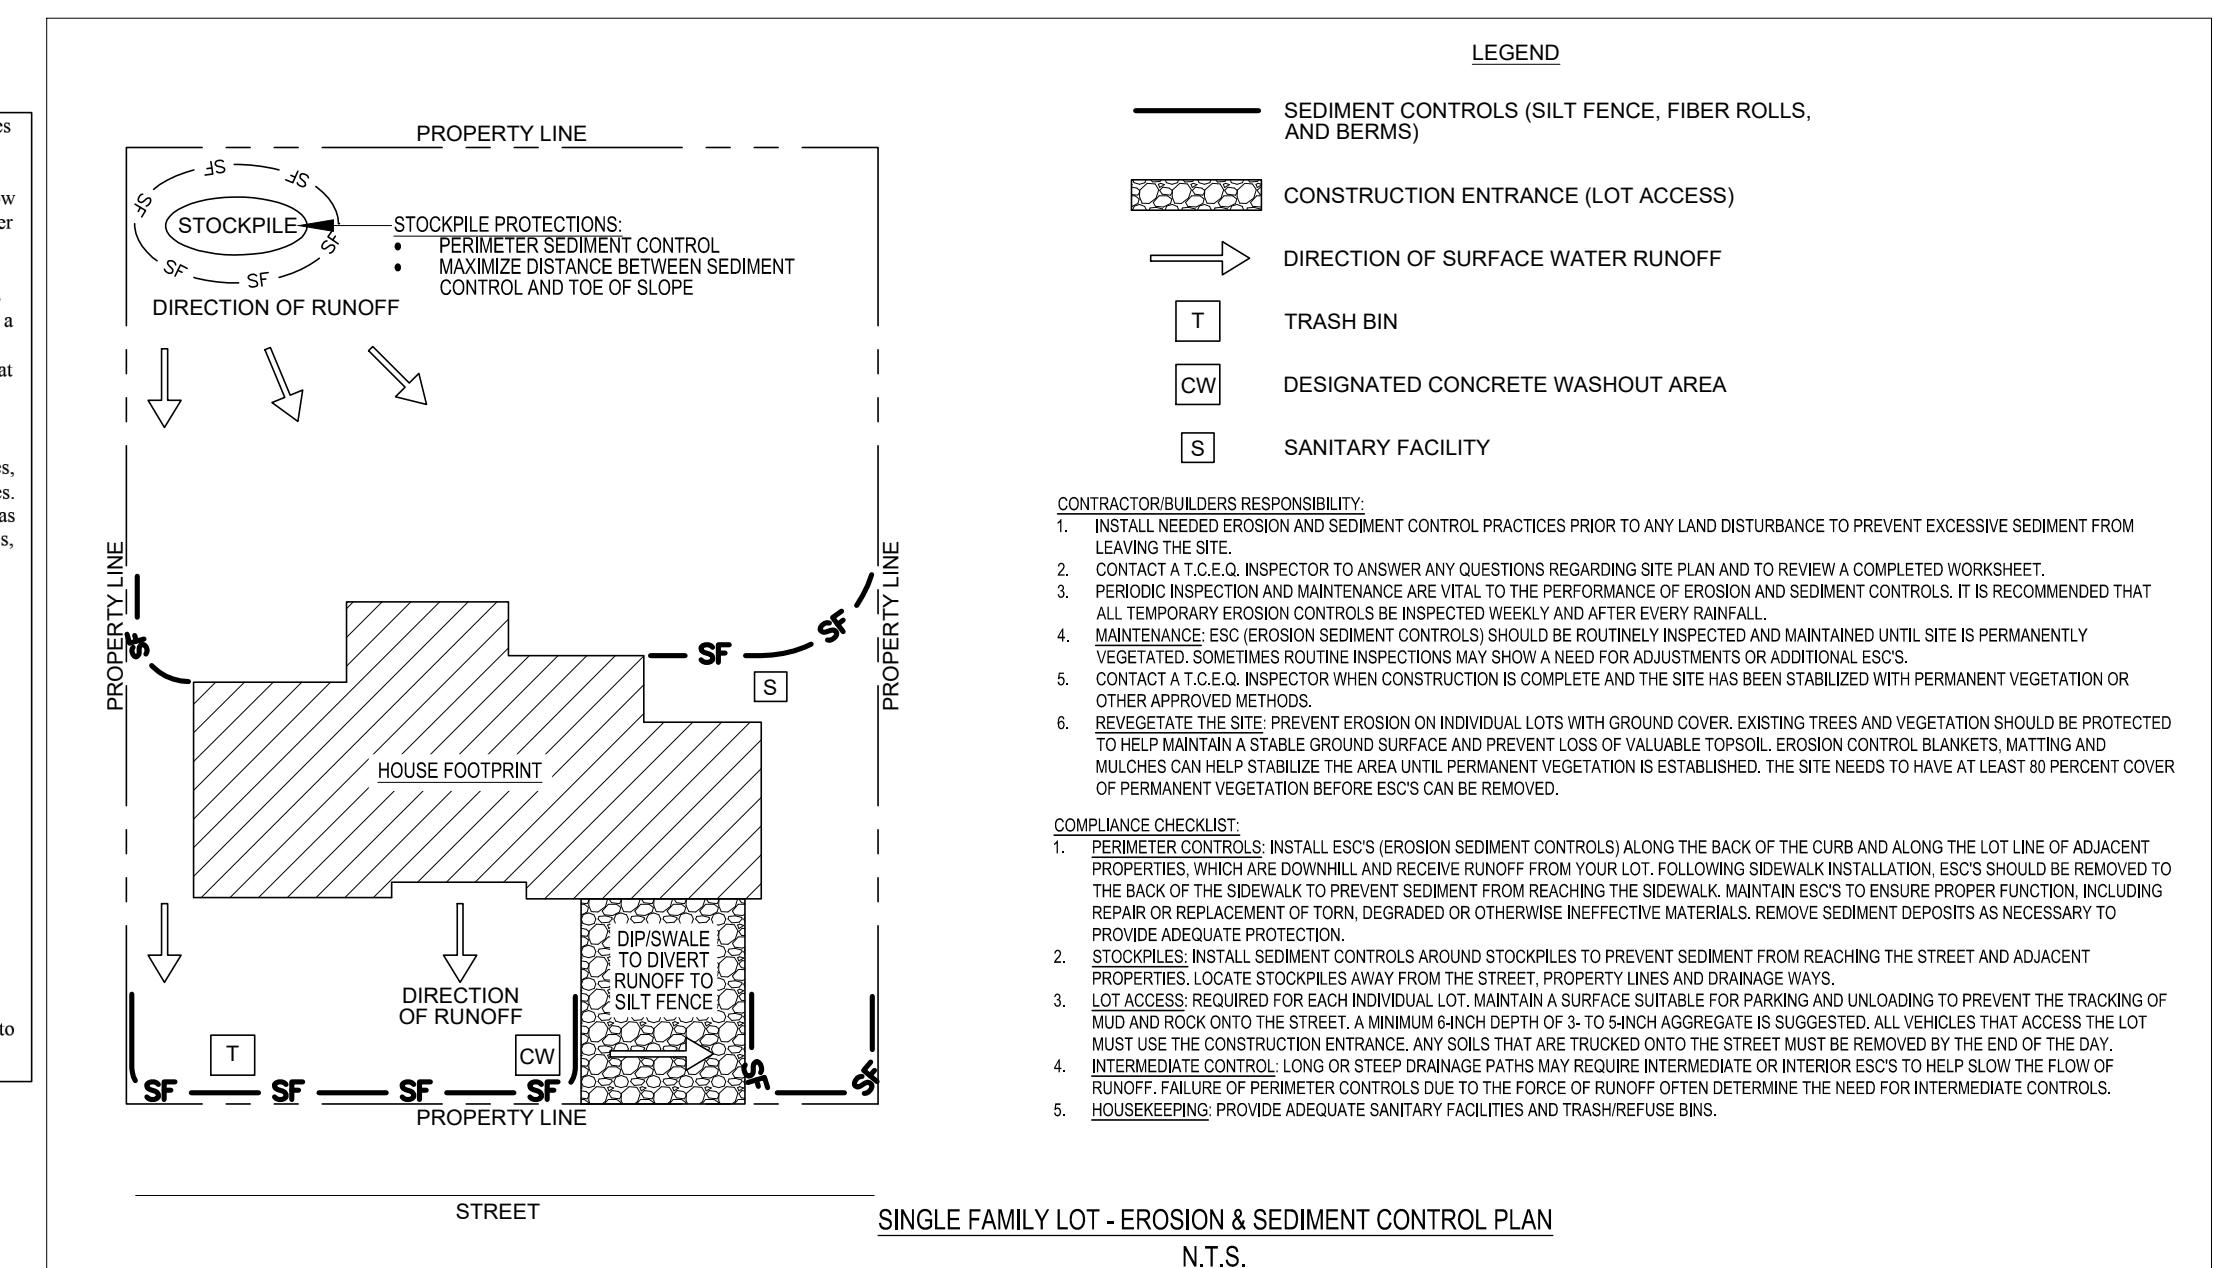 es
ow
er
a
at
es,
es.
as
s,
to
PROPERTY LINE
SF
SF
SF
SF
SF
SF
STOCKPILE
STOCKPILE PROTECTIONS:
• PERIMETER SEDIMENT CONTROL
• MAXIMIZE DISTANCE BETWEEN SEDIMENT
CONTROL AND TOE OF SLOPE
DIRECTION OF RUNOFF
PROPERTY LINE
PROPERTY LINE
SF
SF
SF
S
HOUSE FOOTPRINT
DIP/SWALE
TO DIVERT
RUNOFF TO
SILT FENCE
DIRECTION
OF RUNOFF
T
CW
SF
SF
SF
SF
SF
SF
PROPERTY LINE
STREET
LEGEND
SEDIMENT CONTROLS (SILT FENCE, FIBER ROLLS,
AND BERMS)
CONSTRUCTION ENTRANCE (LOT ACCESS)
DIRECTION OF SURFACE WATER RUNOFF
T TRASH BIN
CW DESIGNATED CONCRETE WASHOUT AREA
S SANITARY FACILITY
CONTRACTOR/BUILDERS RESPONSIBILITY:
1. INSTALL NEEDED EROSION AND SEDIMENT CONTROL PRACTICES PRIOR TO ANY LAND DISTURBANCE TO PREVENT EXCESSIVE SEDIMENT FROM
LEAVING THE SITE.
2. CONTACT A T.C.E.Q. INSPECTOR TO ANSWER ANY QUESTIONS REGARDING SITE PLAN AND TO REVIEW A COMPLETED WORKSHEET.
3. PERIODIC INSPECTION AND MAINTENANCE ARE VITAL TO THE PERFORMANCE OF EROSION AND SEDIMENT CONTROLS. IT IS RECOMMENDED THAT
ALL TEMPORARY EROSION CONTROLS BE INSPECTED WEEKLY AND AFTER EVERY RAINFALL.
4. MAINTENANCE: ESC (EROSION SEDIMENT CONTROLS) SHOULD BE ROUTINELY INSPECTED AND MAINTAINED UNTIL SITE IS PERMANENTLY
VEGETATED. SOMETIMES ROUTINE INSPECTIONS MAY SHOW A NEED FOR ADJUSTMENTS OR ADDITIONAL ESC'S.
5. CONTACT A T.C.E.Q. INSPECTOR WHEN CONSTRUCTION IS COMPLETE AND THE SITE HAS BEEN STABILIZED WITH PERMANENT VEGETATION OR
OTHER APPROVED METHODS.
6. REVEGETATE THE SITE: PREVENT EROSION ON INDIVIDUAL LOTS WITH GROUND COVER. EXISTING TREES AND VEGETATION SHOULD BE PROTECTED
TO HELP MAINTAIN A STABLE GROUND SURFACE AND PREVENT LOSS OF VALUABLE TOPSOIL. EROSION CONTROL BLANKETS, MATTING AND
MULCHES CAN HELP STABILIZE THE AREA UNTIL PERMANENT VEGETATION IS ESTABLISHED. THE SITE NEEDS TO HAVE AT LEAST 80 PERCENT COVER
OF PERMANENT VEGETATION BEFORE ESC'S CAN BE REMOVED.
COMPLIANCE CHECKLIST:
1. PERIMETER CONTROLS: INSTALL ESC'S (EROSION SEDIMENT CONTROLS) ALONG THE BACK OF THE CURB AND ALONG THE LOT LINE OF ADJACENT
PROPERTIES, WHICH ARE DOWNHILL AND RECEIVE RUNOFF FROM YOUR LOT. FOLLOWING SIDEWALK INSTALLATION, ESC'S SHOULD BE REMOVED TO
THE BACK OF THE SIDEWALK TO PREVENT SEDIMENT FROM REACHING THE SIDEWALK. MAINTAIN ESC'S TO ENSURE PROPER FUNCTION, INCLUDING
REPAIR OR REPLACEMENT OF TORN, DEGRADED OR OTHERWISE INEFFECTIVE MATERIALS. REMOVE SEDIMENT DEPOSITS AS NECESSARY TO
PROVIDE ADEQUATE PROTECTION.
2. STOCKPILES: INSTALL SEDIMENT CONTROLS AROUND STOCKPILES TO PREVENT SEDIMENT FROM REACHING THE STREET AND ADJACENT
PROPERTIES. LOCATE STOCKPILES AWAY FROM THE STREET, PROPERTY LINES AND DRAINAGE WAYS.
3. LOT ACCESS: REQUIRED FOR EACH INDIVIDUAL LOT. MAINTAIN A SURFACE SUITABLE FOR PARKING AND UNLOADING TO PREVENT THE TRACKING OF
MUD AND ROCK ONTO THE STREET. A MINIMUM 6-INCH DEPTH OF 3- TO 5-INCH AGGREGATE IS SUGGESTED. ALL VEHICLES THAT ACCESS THE LOT
MUST USE THE CONSTRUCTION ENTRANCE. ANY SOILS THAT ARE TRUCKED ONTO THE STREET MUST BE REMOVED BY THE END OF THE DAY.
4. INTERMEDIATE CONTROL: LONG OR STEEP DRAINAGE PATHS MAY REQUIRE INTERMEDIATE OR INTERIOR ESC'S TO HELP SLOW THE FLOW OF
RUNOFF. FAILURE OF PERIMETER CONTROLS DUE TO THE FORCE OF RUNOFF OFTEN DETERMINE THE NEED FOR INTERMEDIATE CONTROLS.
5. HOUSEKEEPING: PROVIDE ADEQUATE SANITARY FACILITIES AND TRASH/REFUSE BINS.
SINGLE FAMILY LOT - EROSION & SEDIMENT CONTROL PLAN
N.T.S.